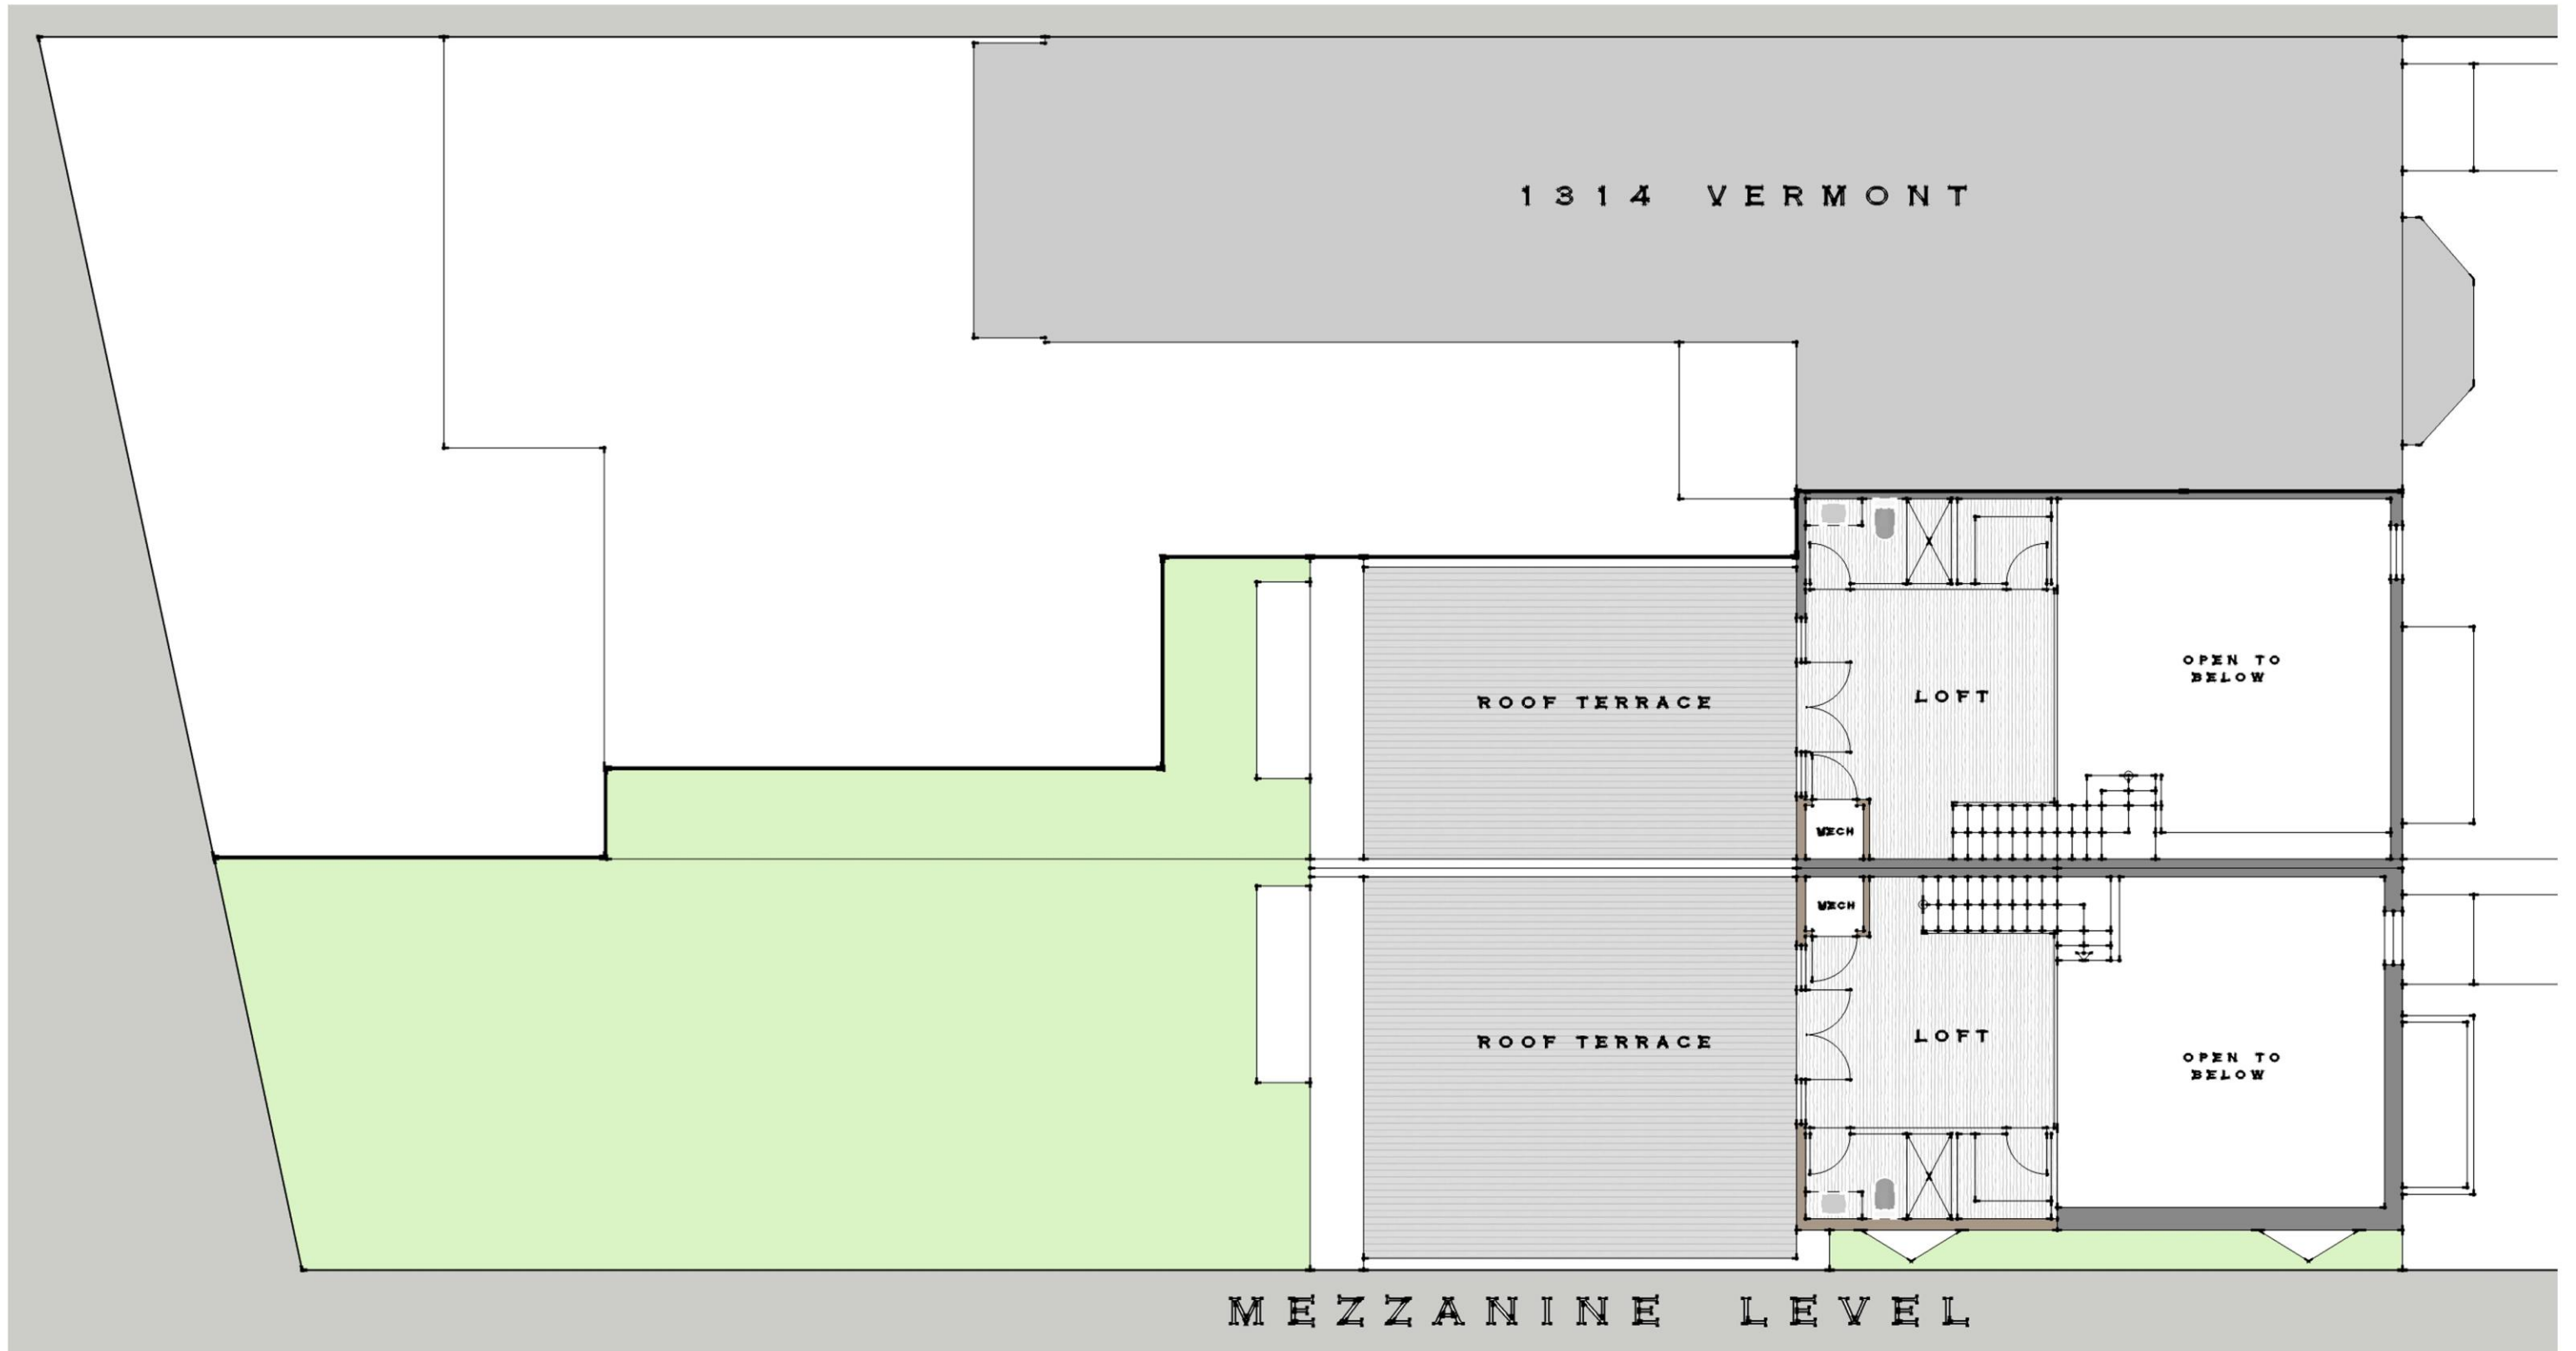 1314 VERMONT
OPEN TO
BELOW
ROOF TERRACE
LOFT
MECH
MECH
ROOF TERRACE
LOFT
OPEN TO
BELOW
MEZZANINE LEVEL